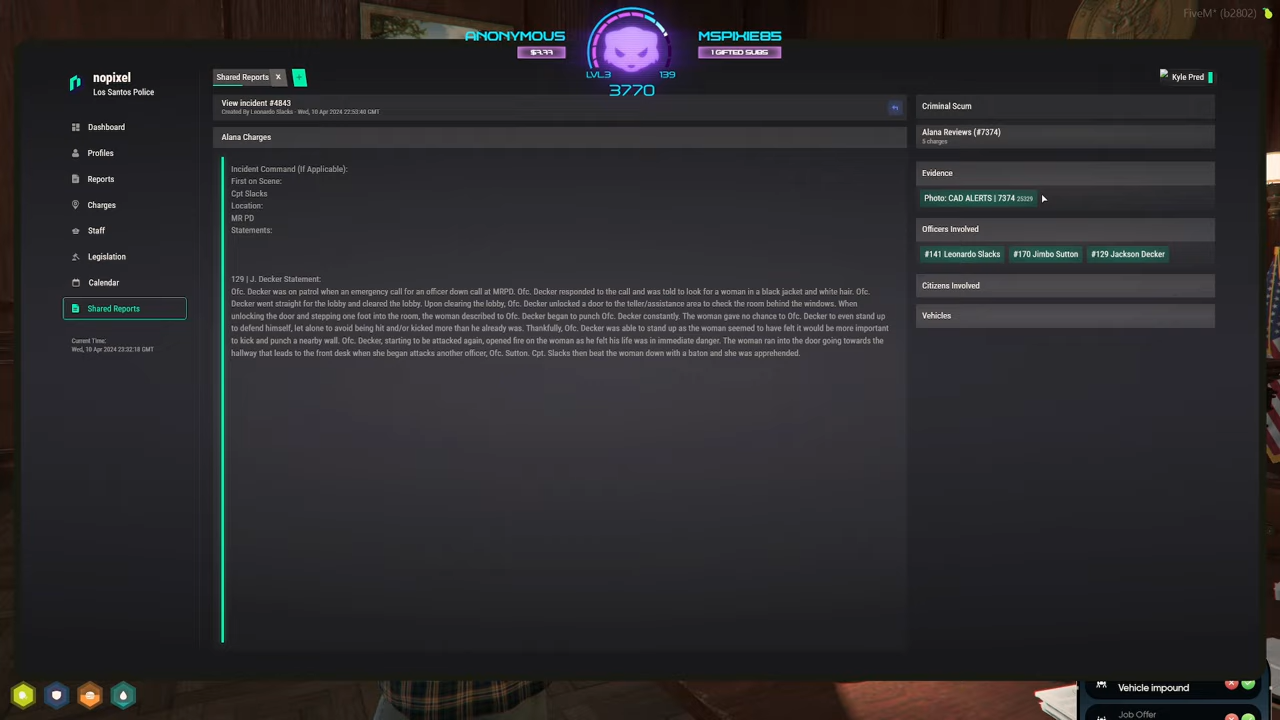 FiveM* (b2802)
ANONYMOUS
$7.77
MSPIXIE85
1 GIFTED SUBS
LVL3
139
3770
nopixel
Los Santos Police
Shared Reports
x
+
Kyle Pred
View incident #4843
Created By Leonardo Slacks - Wed, 10 Apr 2024 22:53:40 GMT
Criminal Scum
Dashboard
Alana Charges
Alana Reviews (#7374)
5 charges
Profiles
Incident Command (If Applicable):
First on Scene:
Cpt Slacks
Location:
MR PD
Statements:
Evidence
Reports
Photo: CAD ALERTS | 7374 25329
Charges
Staff
Officers Involved
Legislation
#141 Leonardo Slacks
#170 Jimbo Sutton
#129 Jackson Decker
Calendar
Citizens Involved
Shared Reports
Vehicles
Current Time:
Wed, 10 Apr 2024 23:32:18 GMT
129 | J. Decker Statement:
Ofc. Decker was on patrol when an emergency call for an officer down call at MRPD. Ofc. Decker responded to the call and was told to look for a woman in a black jacket and white hair. Ofc.
Decker went straight for the lobby and cleared the lobby. Upon clearing the lobby, Ofc. Decker unlocked a door to the teller/assistance area to check the room behind the windows. When
unlocking the door and stepping one foot into the room, the woman described to Ofc. Decker began to punch Ofc. Decker constantly. The woman gave no chance to Ofc. Decker to even stand up
to defend himself, let alone to avoid being hit and/or kicked more than he already was. Thankfully, Ofc. Decker was able to stand up as the woman seemed to have felt it would be more important
to kick and punch a nearby wall. Ofc. Decker, starting to be attacked again, opened fire on the woman as he felt his life was in immediate danger. The woman ran into the door going towards the
hallway that leads to the front desk when she began attacks another officer, Ofc. Sutton. Cpt. Slacks then beat the woman down with a baton and she was apprehended.
Vehicle impound
Job Offer